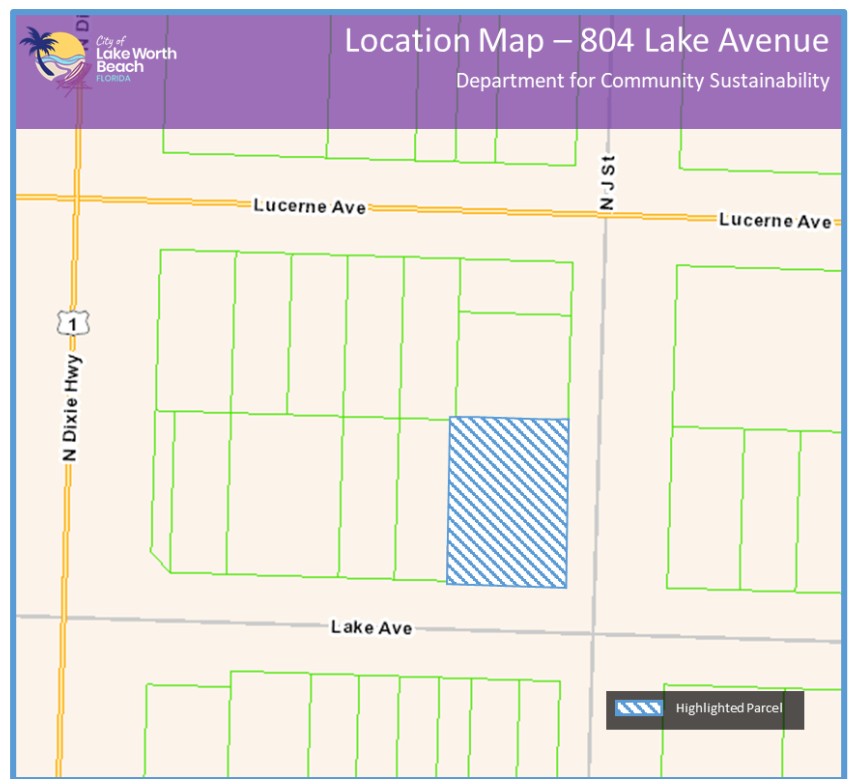 City of
Lake Worth
Beach
FLORIDA
Location Map – 804 Lake Avenue
Department for Community Sustainability
N Di
N J St
Lucerne Ave
Lucerne Ave
1
N Dixie Hwy
Lake Ave
Highlighted Parcel